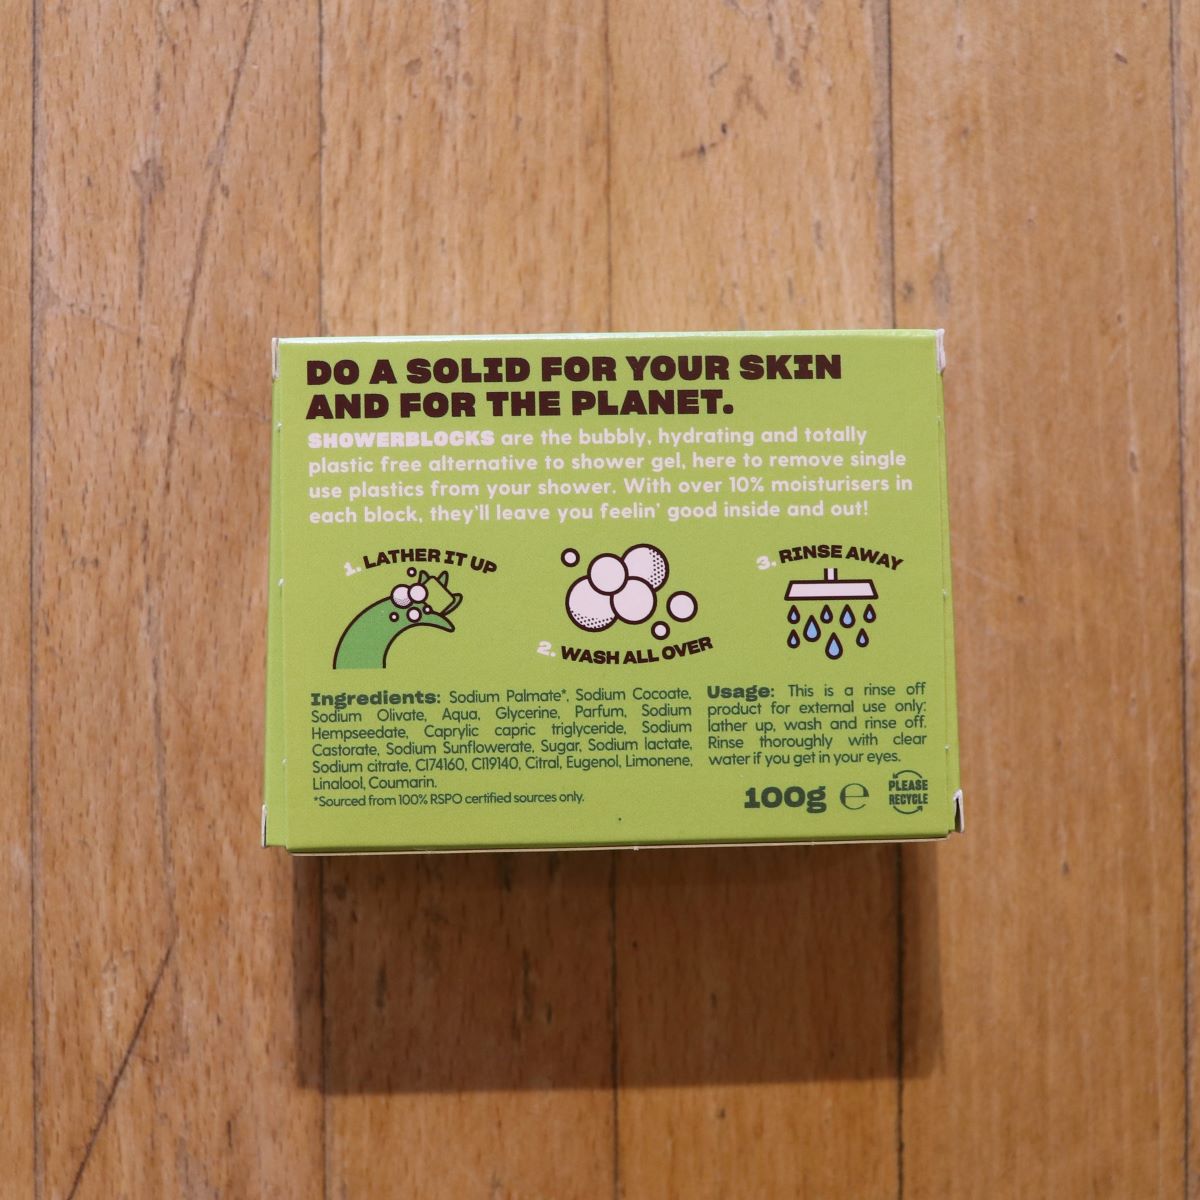 DO A SOLID FOR YOUR SKIN
AND FOR THE PLANET.
SHOWERBLOCKS are the bubbly, hydrating and totally
plastic free alternative to shower gel, here to remove single
use plastics from your shower. With over 10% moisturisers in
each block, they'll leave you feelin' good inside and out!
1. LATHER IT UP
2. WASH ALL OVER
3. RINSE AWAY
Ingredients: Sodium Palmate*, Sodium Cocoate,
Sodium Olivate, Aqua, Glycerine, Parfum, Sodium
Hempseedate, Caprylic capric triglyceride, Sodium
Castorate, Sodium Sunflowerate, Sugar, Sodium lactate,
Sodium citrate, CI74160, CI19140, Citral, Eugenol, Limonene,
Linalool, Coumarin.
*Sourced from 100% RSPO certified sources only.
Usage: This is a rinse off
product for external use only:
lather up, wash and rinse off.
Rinse thoroughly with clear
water if you get in your eyes.
100g ℮
PLEASE
RECYCLE